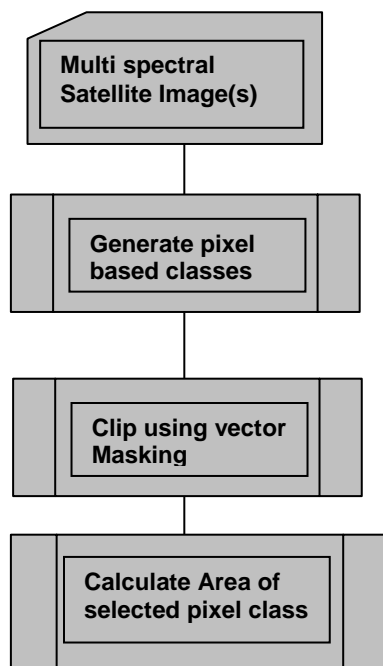 Multi spectral
Satellite Image(s)
Generate pixel
based classes
Clip using vector
Masking
Calculate Area of
selected pixel class